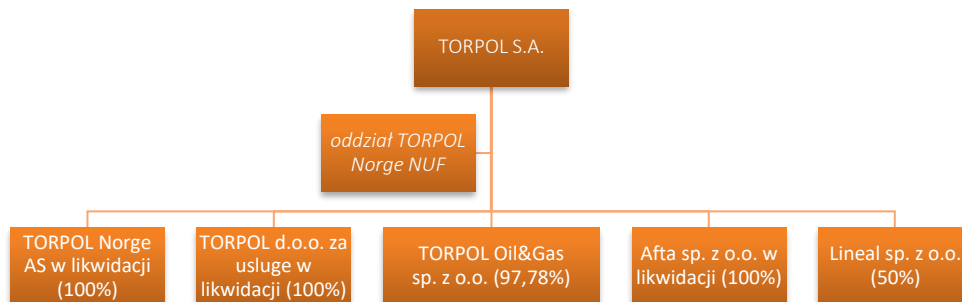 TORPOL S.A.
oddział TORPOL
Norge NUF
TORPOL Norge
AS w likwidacji
(100%)
TORPOL d.o.o. za
usluge w
likwidacji (100%)
TORPOL Oil&Gas
sp. z o.o. (97,78%)
Afta sp. z o.o. w
likwidacji (100%)
Lineal sp. z o.o.
(50%)